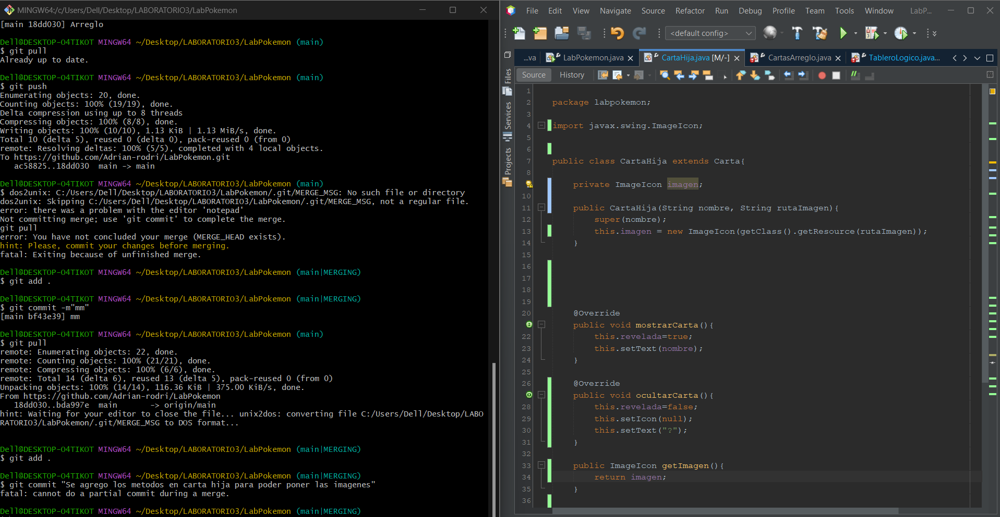 MINGW64:/c/Users/Dell/Desktop/LABORATORIO3/LabPokemon
[main 18dd030] Arreglo
Dell@DESKTOP-O4TIKOT MINGW64 ~/Desktop/LABORATORIO3/LabPokemon (main)
$ git pull
Already up to date.
Dell@DESKTOP-O4TIKOT MINGW64 ~/Desktop/LABORATORIO3/LabPokemon (main)
$ git push
Enumerating objects: 20, done.
Counting objects: 100% (19/19), done.
Delta compression using up to 8 threads
Compressing objects: 100% (8/8), done.
Writing objects: 100% (10/10), 1.13 KiB | 1.13 MiB/s, done.
Total 10 (delta 5), reused 0 (delta 0), pack-reused 0 (from 0)
remote: Resolving deltas: 100% (5/5), completed with 4 local objects.
To https://github.com/Adrian-rodri/LabPokemon.git
   ac58825..18dd030  main -> main
Dell@DESKTOP-O4TIKOT MINGW64 ~/Desktop/LABORATORIO3/LabPokemon (main)
$ dos2unix: C:/Users/Dell/Desktop/LABORATORIO3/LabPokemon/.git/MERGE_MSG: No such file or directory
dos2unix: Skipping C:/Users/Dell/Desktop/LABORATORIO3/LabPokemon/.git/MERGE_MSG, not a regular file.
error: there was a problem with the editor 'notepad'
Not committing merge; use 'git commit' to complete the merge.
git pull
error: You have not concluded your merge (MERGE_HEAD exists).
hint: Please, commit your changes before merging.
fatal: Exiting because of unfinished merge.
Dell@DESKTOP-O4TIKOT MINGW64 ~/Desktop/LABORATORIO3/LabPokemon (main|MERGING)
$ git add .
Dell@DESKTOP-O4TIKOT MINGW64 ~/Desktop/LABORATORIO3/LabPokemon (main|MERGING)
$ git commit -m"mm"
[main bf43e39] mm
Dell@DESKTOP-O4TIKOT MINGW64 ~/Desktop/LABORATORIO3/LabPokemon (main)
$ git pull
remote: Enumerating objects: 22, done.
remote: Counting objects: 100% (21/21), done.
remote: Compressing objects: 100% (6/6), done.
remote: Total 14 (delta 6), reused 13 (delta 5), pack-reused 0 (from 0)
Unpacking objects: 100% (14/14), 116.36 KiB | 375.00 KiB/s, done.
From https://github.com/Adrian-rodri/LabPokemon
   18dd030..bda997e  main       -> origin/main
hint: Waiting for your editor to close the file... unix2dos: converting file C:/Users/Dell/Desktop/LABO
RATORIO3/LabPokemon/.git/MERGE_MSG to DOS format...
Dell@DESKTOP-O4TIKOT MINGW64 ~/Desktop/LABORATORIO3/LabPokemon (main|MERGING)
$ git add .
Dell@DESKTOP-O4TIKOT MINGW64 ~/Desktop/LABORATORIO3/LabPokemon (main|MERGING)
$ git commit "Se agrego los metodos en carta hija para poder poner las imagenes"
fatal: cannot do a partial commit during a merge.
Dell@DESKTOP-O4TIKOT MINGW64 ~/Desktop/LABORATORIO3/LabPokemon (main|MERGING)
File Edit View Navigate Source Refactor Run Debug Profile Team Tools Window LabP...
<default config>
...va LabPokemon.java CartaHija.java [M/-] CartasArreglo.java TableroLogico.java...
Source History
Files
Services
Projects
1
2 package labpokemon;
3
4 import javax.swing.ImageIcon;
5
6
7 public class CartaHija extends Carta{
8
private ImageIcon imagen;
10
11 public CartaHija(String nombre, String rutaImagen){
12 super(nombre);
13 this.imagen = new ImageIcon(getClass().getResource(rutaImagen));
14 }
15
16
17
18
19
20 @Override
public void mostrarCarta(){
22 this.revelada=true;
23 this.setText(nombre);
24 }
25
26 @Override
public void ocultarCarta(){
28 this.revelada=false;
29 this.setIcon(null);
30 this.setText("?");
31 }
32
33 public ImageIcon getImagen(){
34 return imagen;
35 }
36